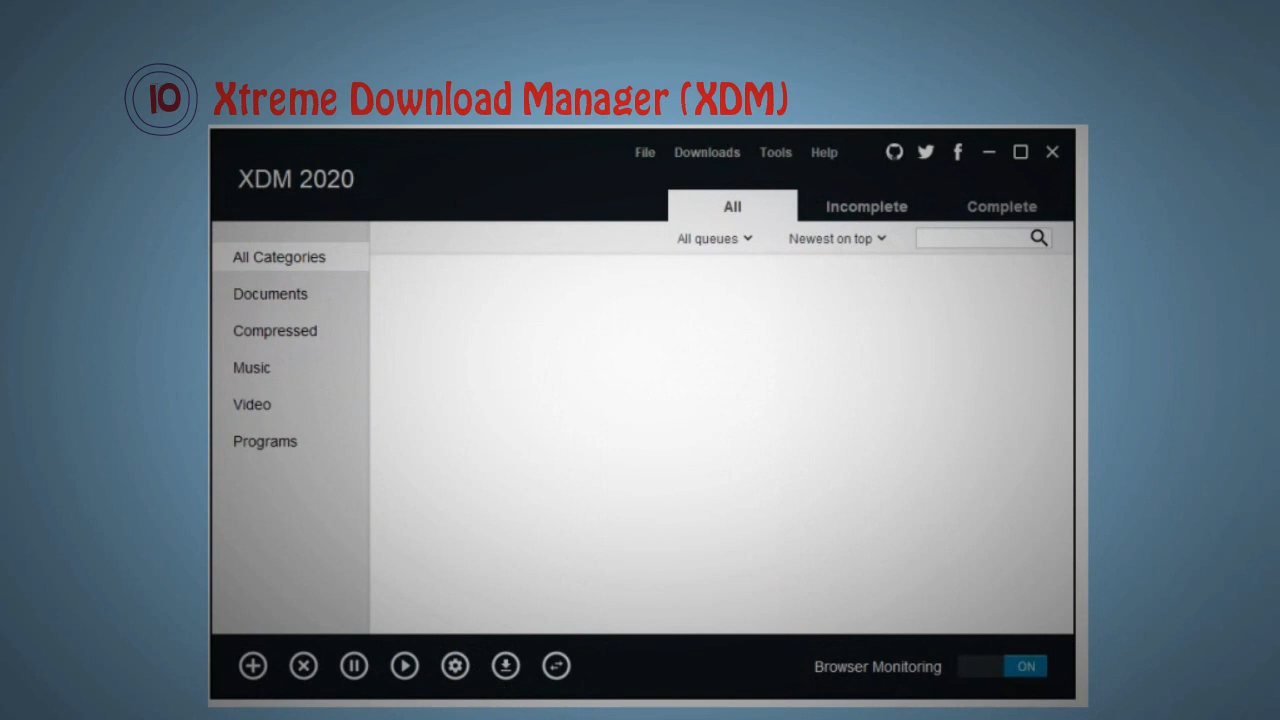 10 Xtreme Download Manager (XDM)
File Downloads Tools Help
XDM 2020
All Incomplete Complete
All queues Newest on top
All Categories
Documents
Compressed
Music
Video
Programs
Browser Monitoring ON